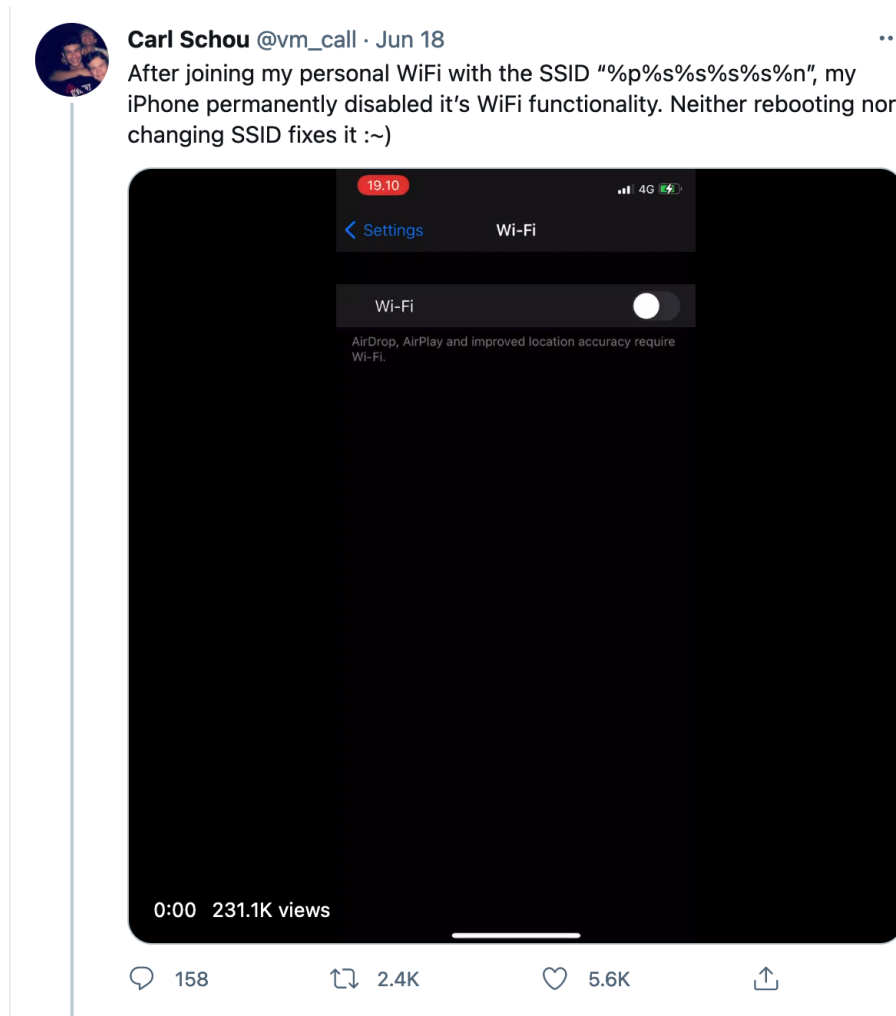 Carl Schou @vm_call · Jun 18
After joining my personal WiFi with the SSID “%p%s%s%s%s%n”, my
iPhone permanently disabled it’s WiFi functionality. Neither rebooting nor
changing SSID fixes it :~)
19.10
4G
Settings
Wi-Fi
Wi-Fi
AirDrop, AirPlay and improved location accuracy require
Wi-Fi.
0:00 231.1K views
158 2.4K 5.6K